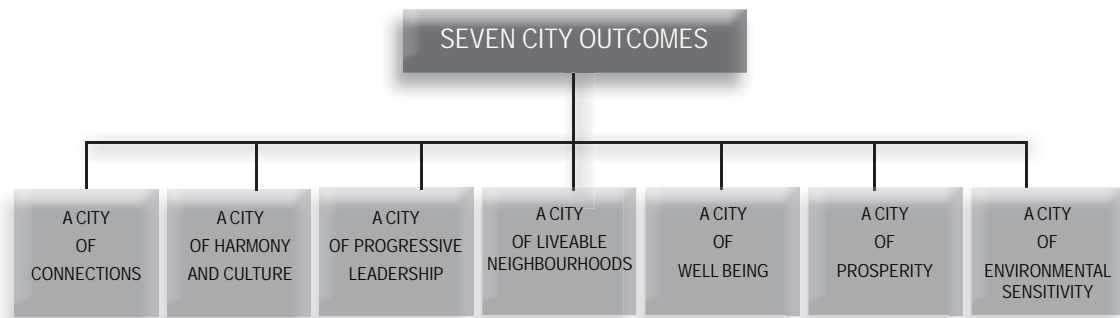 SEVEN CITY OUTCOMES
A CITY
OF
CONNECTIONS
A CITY
OF HARMONY
AND CULTURE
A CITY
OF PROGRESSIVE
LEADERSHIP
A CITY
OF LIVEABLE
NEIGHBOURHOODS
A CITY
OF
WELL BEING
A CITY
OF
PROSPERITY
A CITY
OF
ENVIRONMENTAL
SENSITIVITY